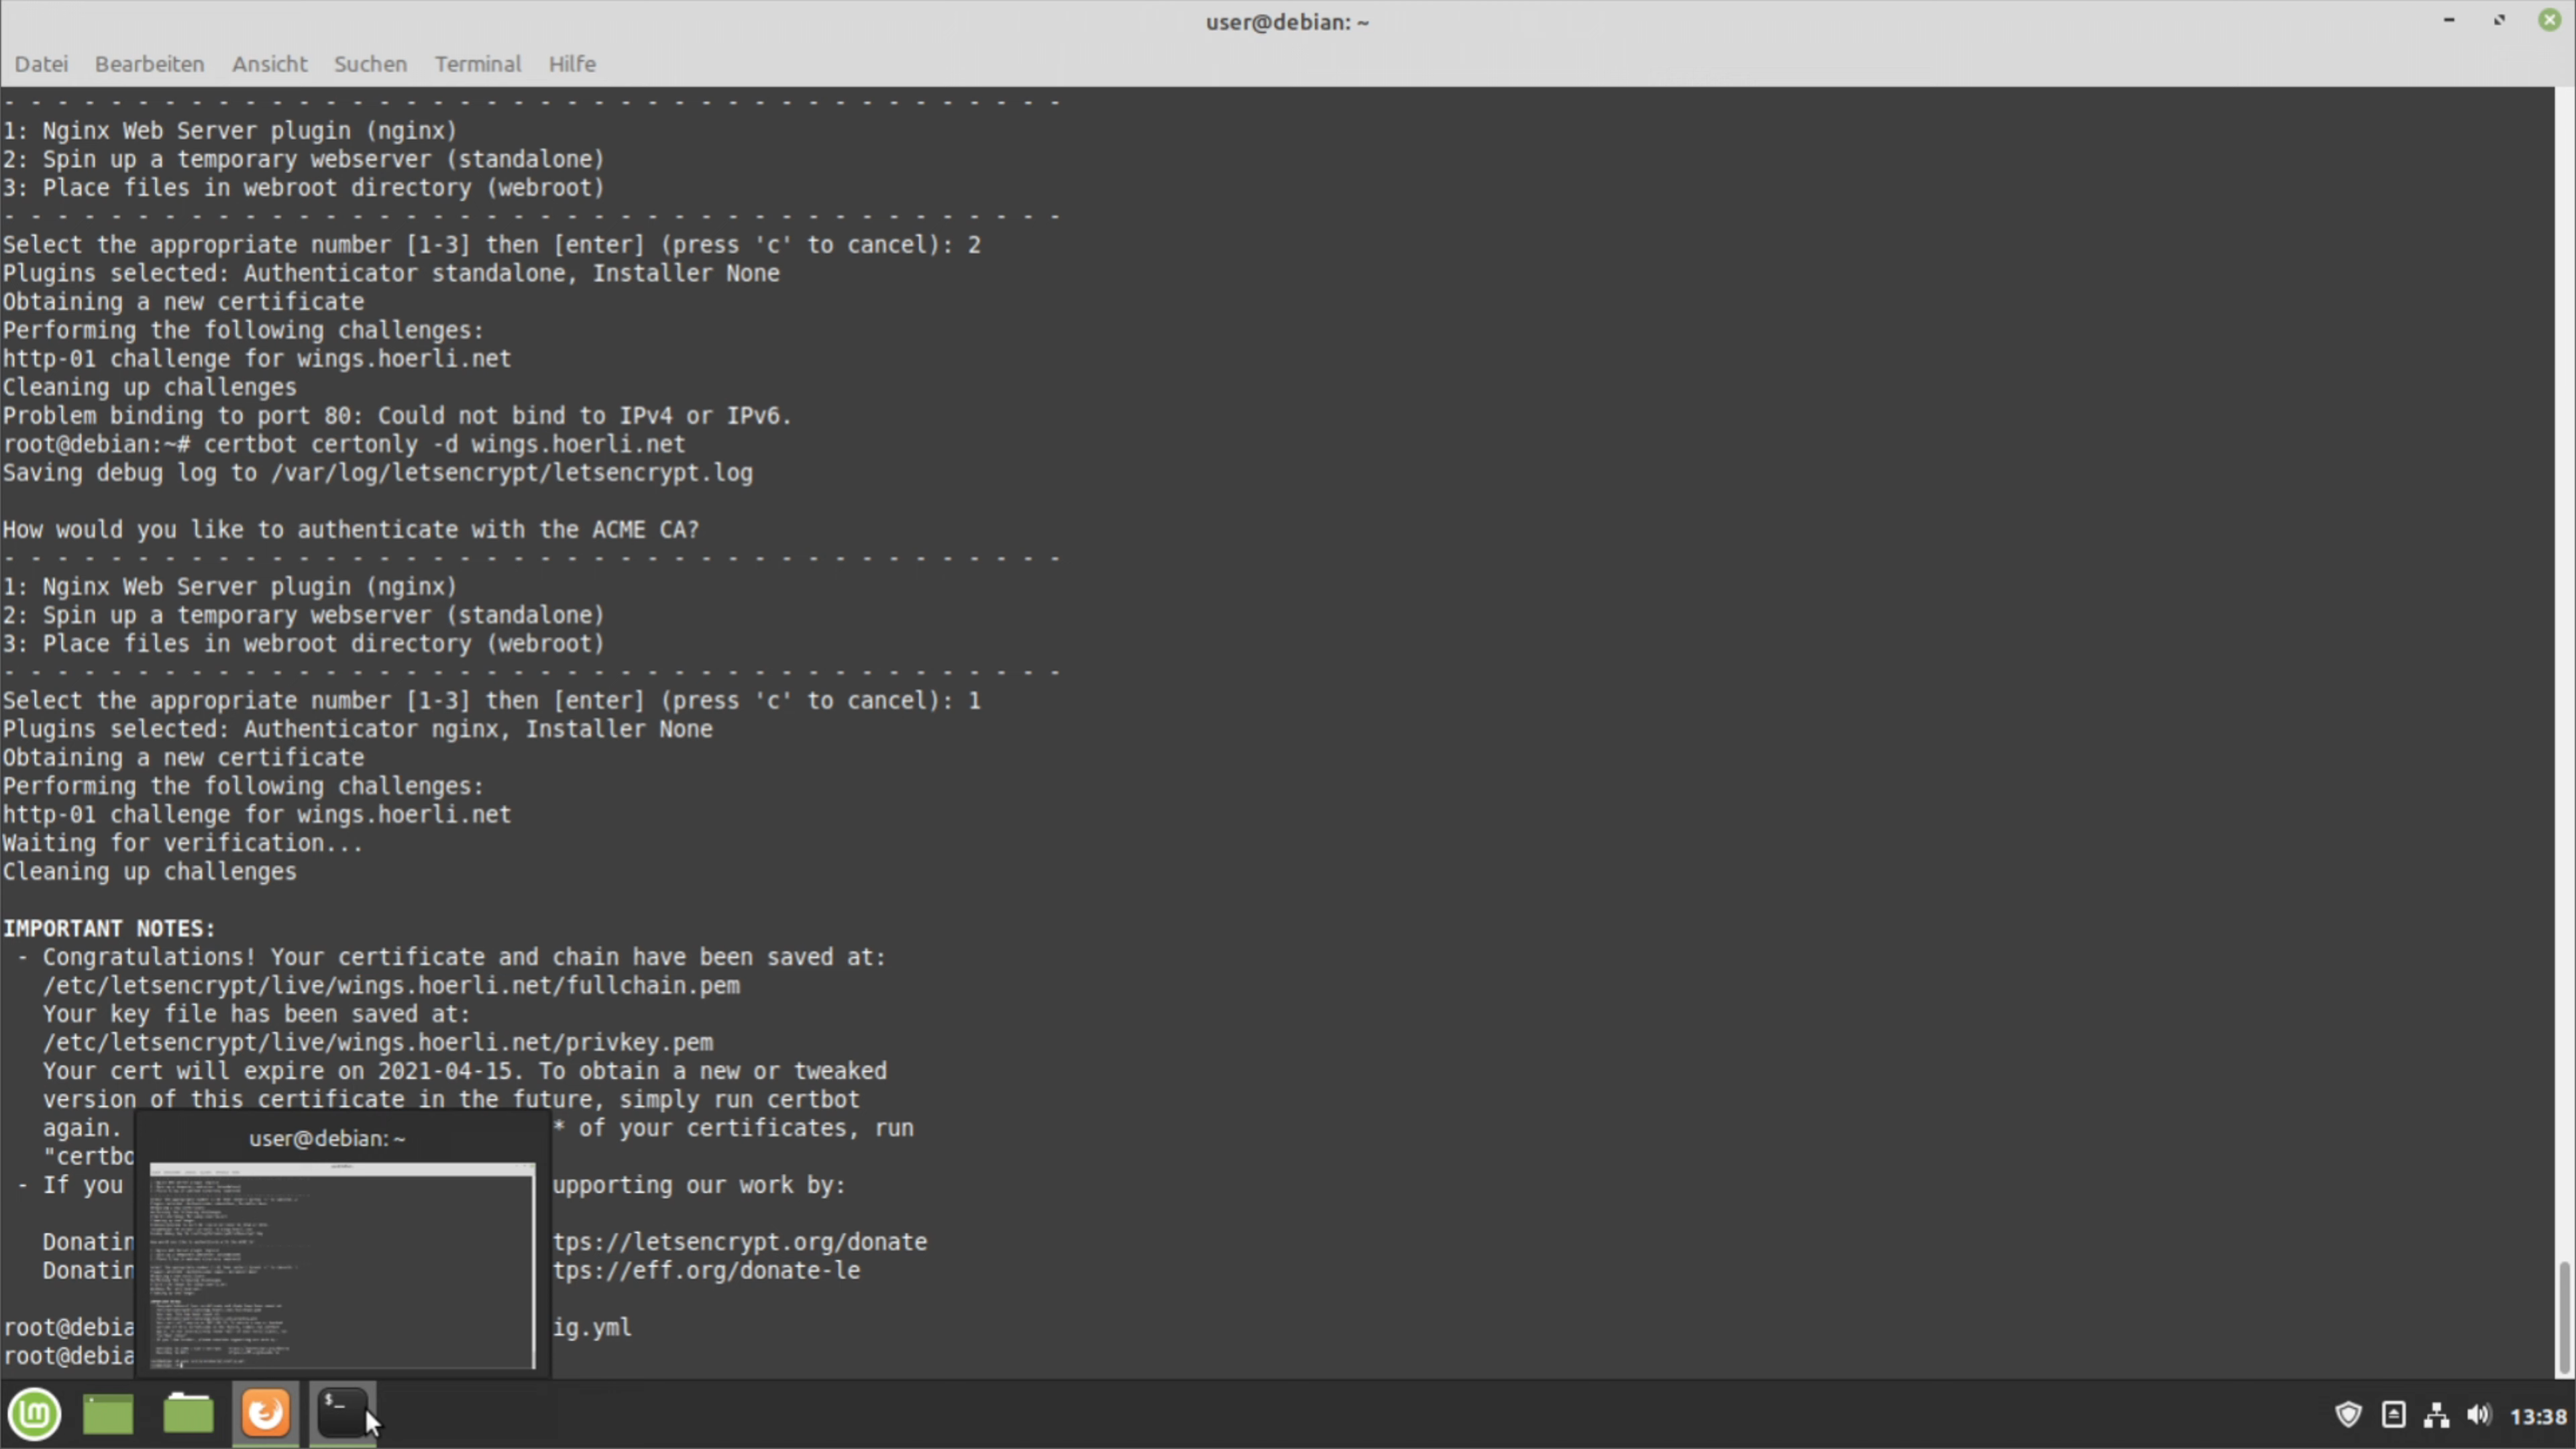 user@debian: ~
Datei Bearbeiten Ansicht Suchen Terminal Hilfe
- - - - - - - - - - - - - - - - - - - - - - - - - - - - - - - - - - - - - - - -
1: Nginx Web Server plugin (nginx)
2: Spin up a temporary webserver (standalone)
3: Place files in webroot directory (webroot)
- - - - - - - - - - - - - - - - - - - - - - - - - - - - - - - - - - - - - - - -
Select the appropriate number [1-3] then [enter] (press 'c' to cancel): 2
Plugins selected: Authenticator standalone, Installer None
Obtaining a new certificate
Performing the following challenges:
http-01 challenge for wings.hoerli.net
Cleaning up challenges
Problem binding to port 80: Could not bind to IPv4 or IPv6.
root@debian:~# certbot certonly -d wings.hoerli.net
Saving debug log to /var/log/letsencrypt/letsencrypt.log
How would you like to authenticate with the ACME CA?
- - - - - - - - - - - - - - - - - - - - - - - - - - - - - - - - - - - - - - - -
1: Nginx Web Server plugin (nginx)
2: Spin up a temporary webserver (standalone)
3: Place files in webroot directory (webroot)
- - - - - - - - - - - - - - - - - - - - - - - - - - - - - - - - - - - - - - - -
Select the appropriate number [1-3] then [enter] (press 'c' to cancel): 1
Plugins selected: Authenticator nginx, Installer None
Obtaining a new certificate
Performing the following challenges:
http-01 challenge for wings.hoerli.net
Waiting for verification...
Cleaning up challenges
IMPORTANT NOTES:
- Congratulations! Your certificate and chain have been saved at:
/etc/letsencrypt/live/wings.hoerli.net/fullchain.pem
Your key file has been saved at:
/etc/letsencrypt/live/wings.hoerli.net/privkey.pem
Your cert will expire on 2021-04-15. To obtain a new or tweaked
version of this certificate in the future, simply run certbot
again. * of your certificates, run
"certbo
- If you upporting our work by:
Donatin tps://letsencrypt.org/donate
Donatin tps://eff.org/donate-le
root@debia ig.yml
root@debia
user@debian: ~
$_
13:38